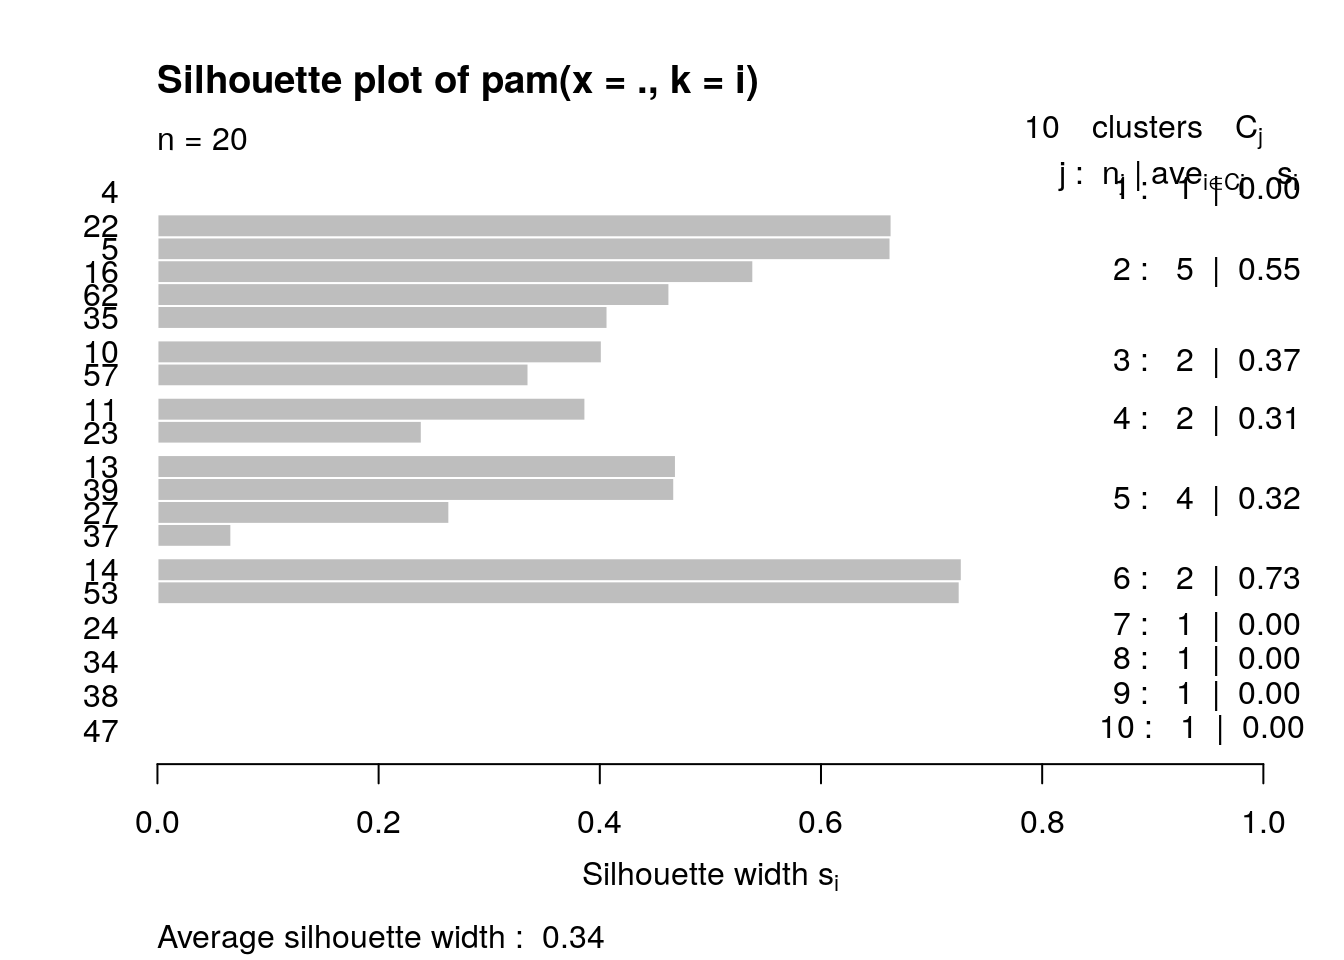 Silhouette plot of pam(x = ., k = i)
n = 20
10 clusters Cj
j : nj | ave i∈Cj si
4
1 : 1 | 0.00
22
5
16
2 : 5 | 0.55
62
35
10
3 : 2 | 0.37
57
11
4 : 2 | 0.31
23
13
39
5 : 4 | 0.32
27
37
14
6 : 2 | 0.73
53
24
7 : 1 | 0.00
34
8 : 1 | 0.00
38
9 : 1 | 0.00
47
10 : 1 | 0.00
0.0 0.2 0.4 0.6 0.8 1.0
Silhouette width si
Average silhouette width : 0.34